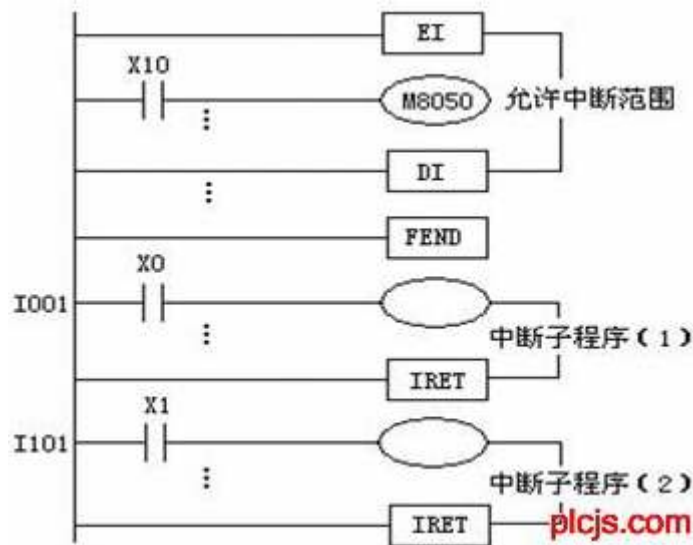 EI
X10
M8050 允许中断范围
DI
FEND
X0
I001
中断子程序(1)
IRET
X1
I101
中断子程序(2)
IRET
plcjs.com